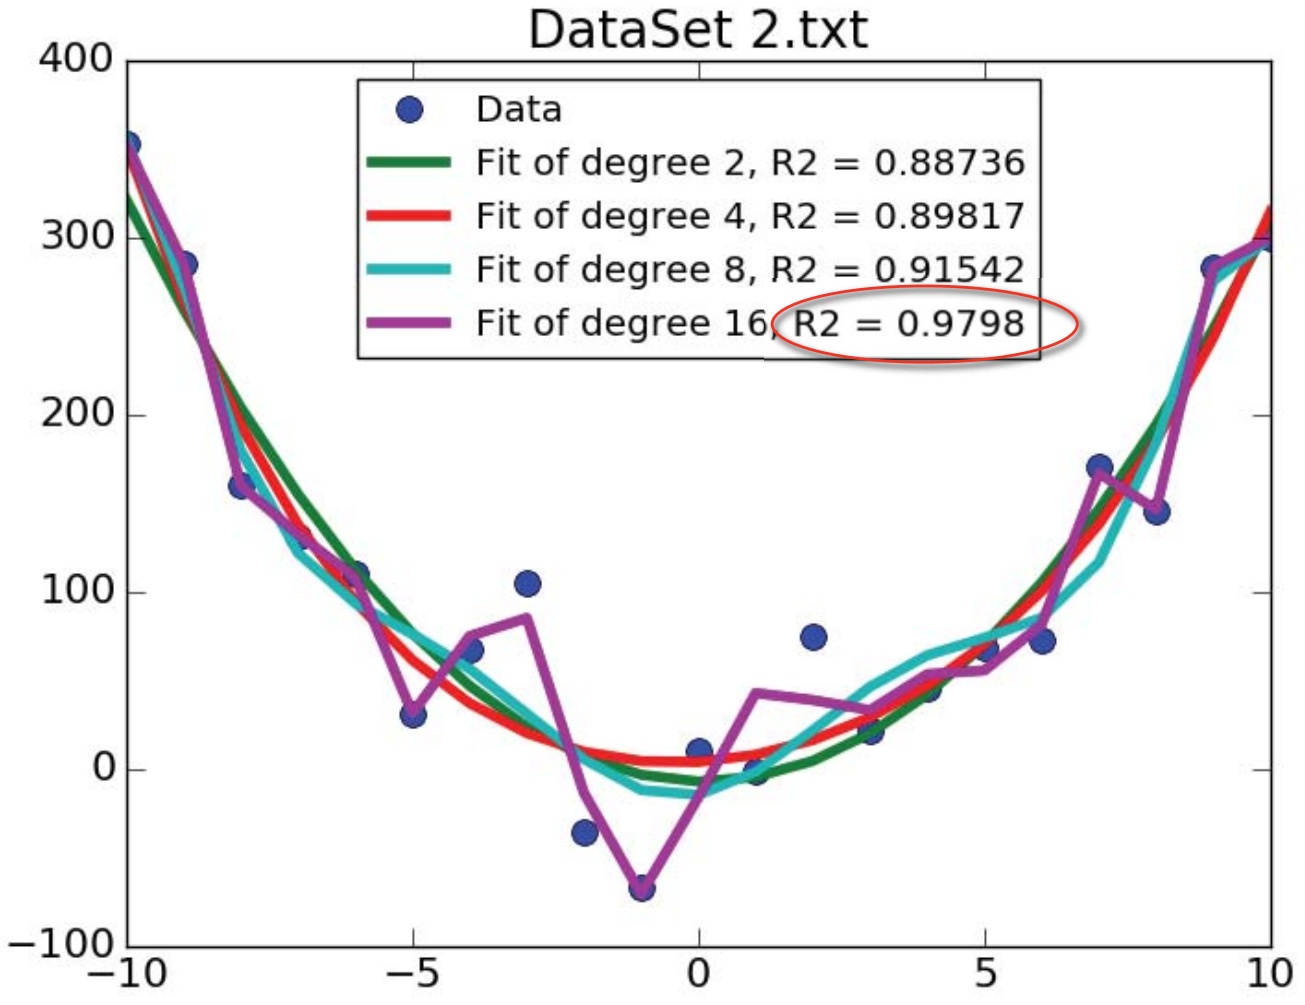 DataSet 2.txt
400
300
200
100
0
−100
Data
Fit of degree 2, R2 = 0.88736
Fit of degree 4, R2 = 0.89817
Fit of degree 8, R2 = 0.91542
Fit of degree 16, R2 = 0.9798
−10
−5
0
5
10